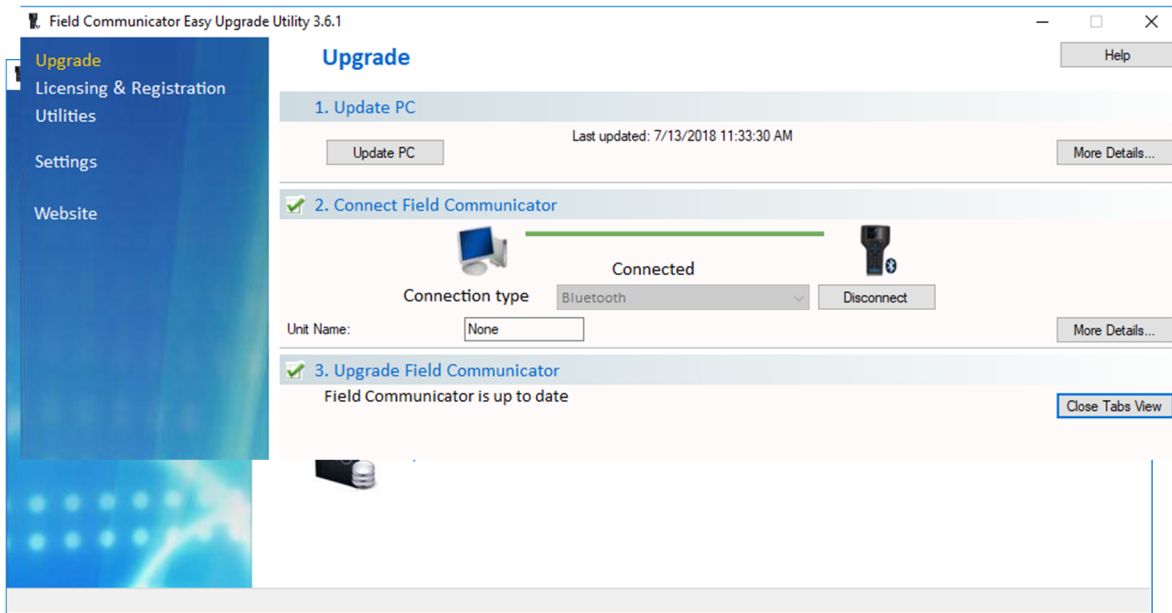 Field Communicator Easy Upgrade Utility 3.6.1
Upgrade
Licensing & Registration
Utilities
Settings
Website
Upgrade
Help
1. Update PC
Last updated: 7/13/2018 11:33:30 AM
Update PC
More Details...
2. Connect Field Communicator
Connected
Connection type
Bluetooth
Disconnect
Unit Name:
None
More Details...
3. Upgrade Field Communicator
Field Communicator is up to date
Close Tabs View